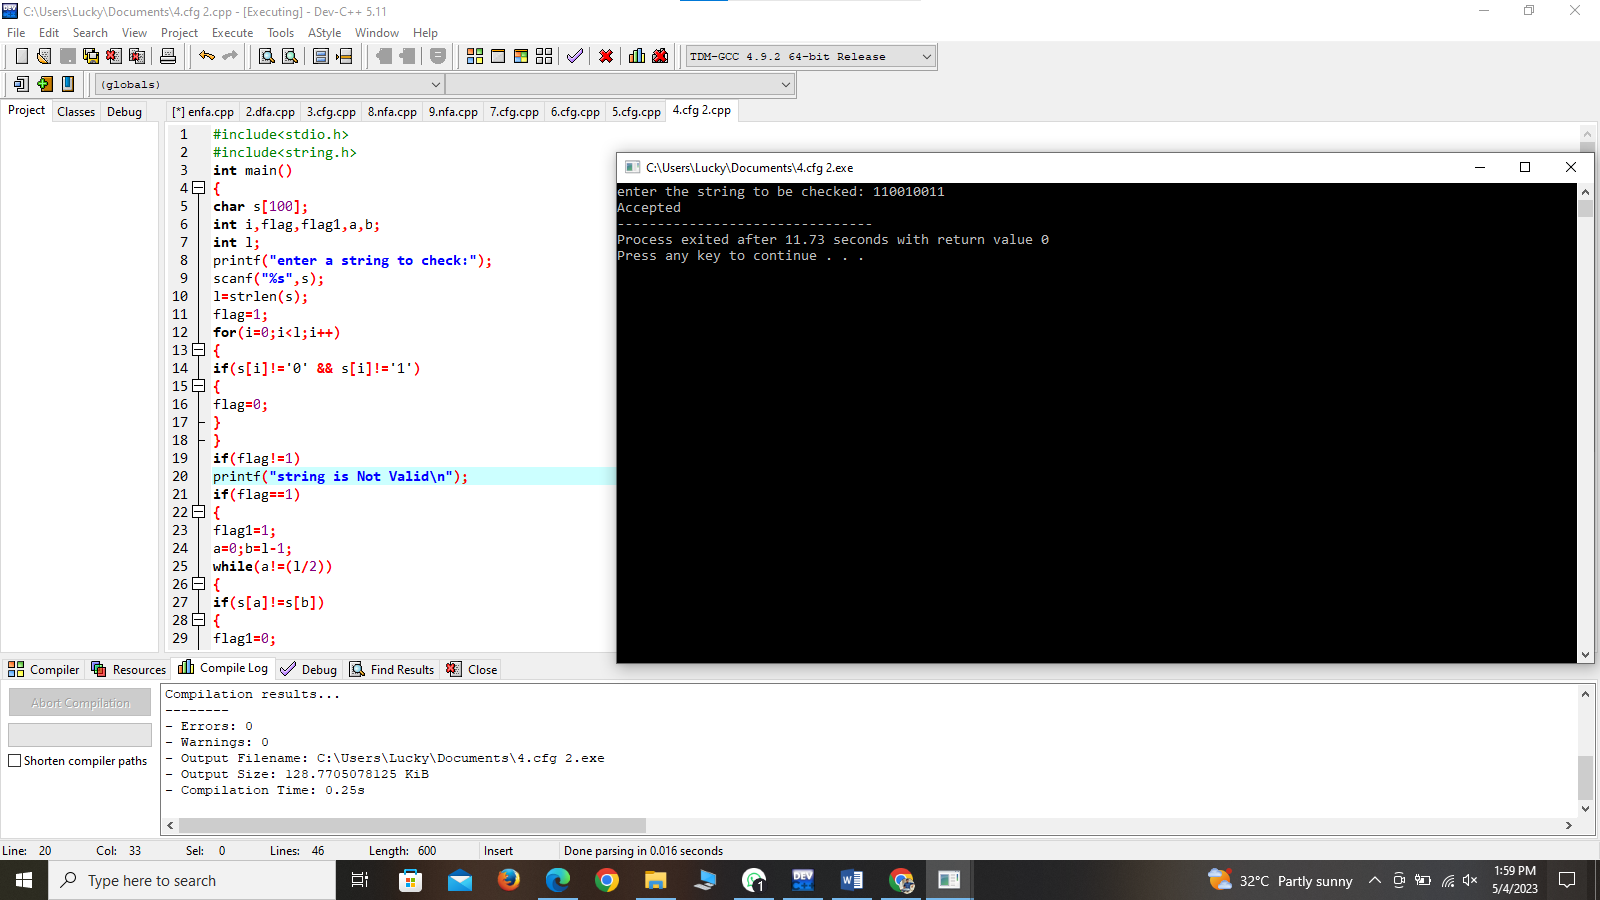 C:\Users\Lucky\Documents\4.cfg 2.cpp - [Executing] - Dev-C++ 5.11
File Edit Search View Project Execute Tools AStyle Window Help
TDM-GCC 4.9.2 64-bit Release
(globals)
Project Classes Debug
[*] enfa.cpp 2.dfa.cpp 3.cfg.cpp 8.nfa.cpp 9.nfa.cpp 7.cfg.cpp 6.cfg.cpp 5.cfg.cpp 4.cfg 2.cpp
1 #include<stdio.h>
2 #include<string.h>
3 int main()
4 {
5 char s[100];
6 int i,flag,flag1,a,b;
7 int l;
8 printf("enter a string to check:");
9 scanf("%s",s);
10 l=strlen(s);
11 flag=1;
12 for(i=0;i<l;i++)
13 {
14 if(s[i]!='0' && s[i]!='1')
15 {
16 flag=0;
17 }
18 }
19 if(flag!=1)
20 printf("string is Not Valid\n");
21 if(flag==1)
22 {
23 flag1=1;
24 a=0;b=l-1;
25 while(a!=(l/2))
26 {
27 if(s[a]!=s[b])
28 {
29 flag1=0;
C:\Users\Lucky\Documents\4.cfg 2.exe
enter the string to be checked: 110010011
Accepted
--------------------------------
Process exited after 11.73 seconds with return value 0
Press any key to continue . . .
Compiler Resources Compile Log Debug Find Results Close
Abort Compilation
Shorten compiler paths
Compilation results...
--------
- Errors: 0
- Warnings: 0
- Output Filename: C:\Users\Lucky\Documents\4.cfg 2.exe
- Output Size: 128.7705078125 KiB
- Compilation Time: 0.25s
Line: 20 Col: 33 Sel: 0 Lines: 46 Length: 600 Insert Done parsing in 0.016 seconds
Type here to search
32°C Partly sunny
1:59 PM
5/4/2023